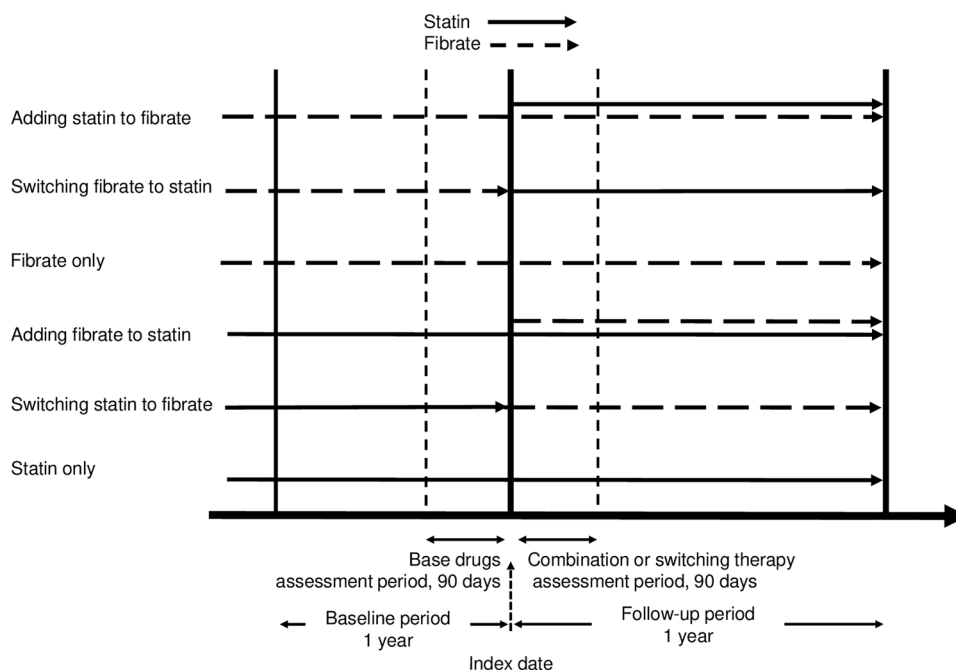 Statin
Fibrate
Adding statin to fibrate
Switching fibrate to statin
Fibrate only
Adding fibrate to statin
Switching statin to fibrate
Statin only
Base drugs
assessment period, 90 days
Combination or switching therapy
assessment period, 90 days
Baseline period
1 year
Follow-up period
1 year
Index date